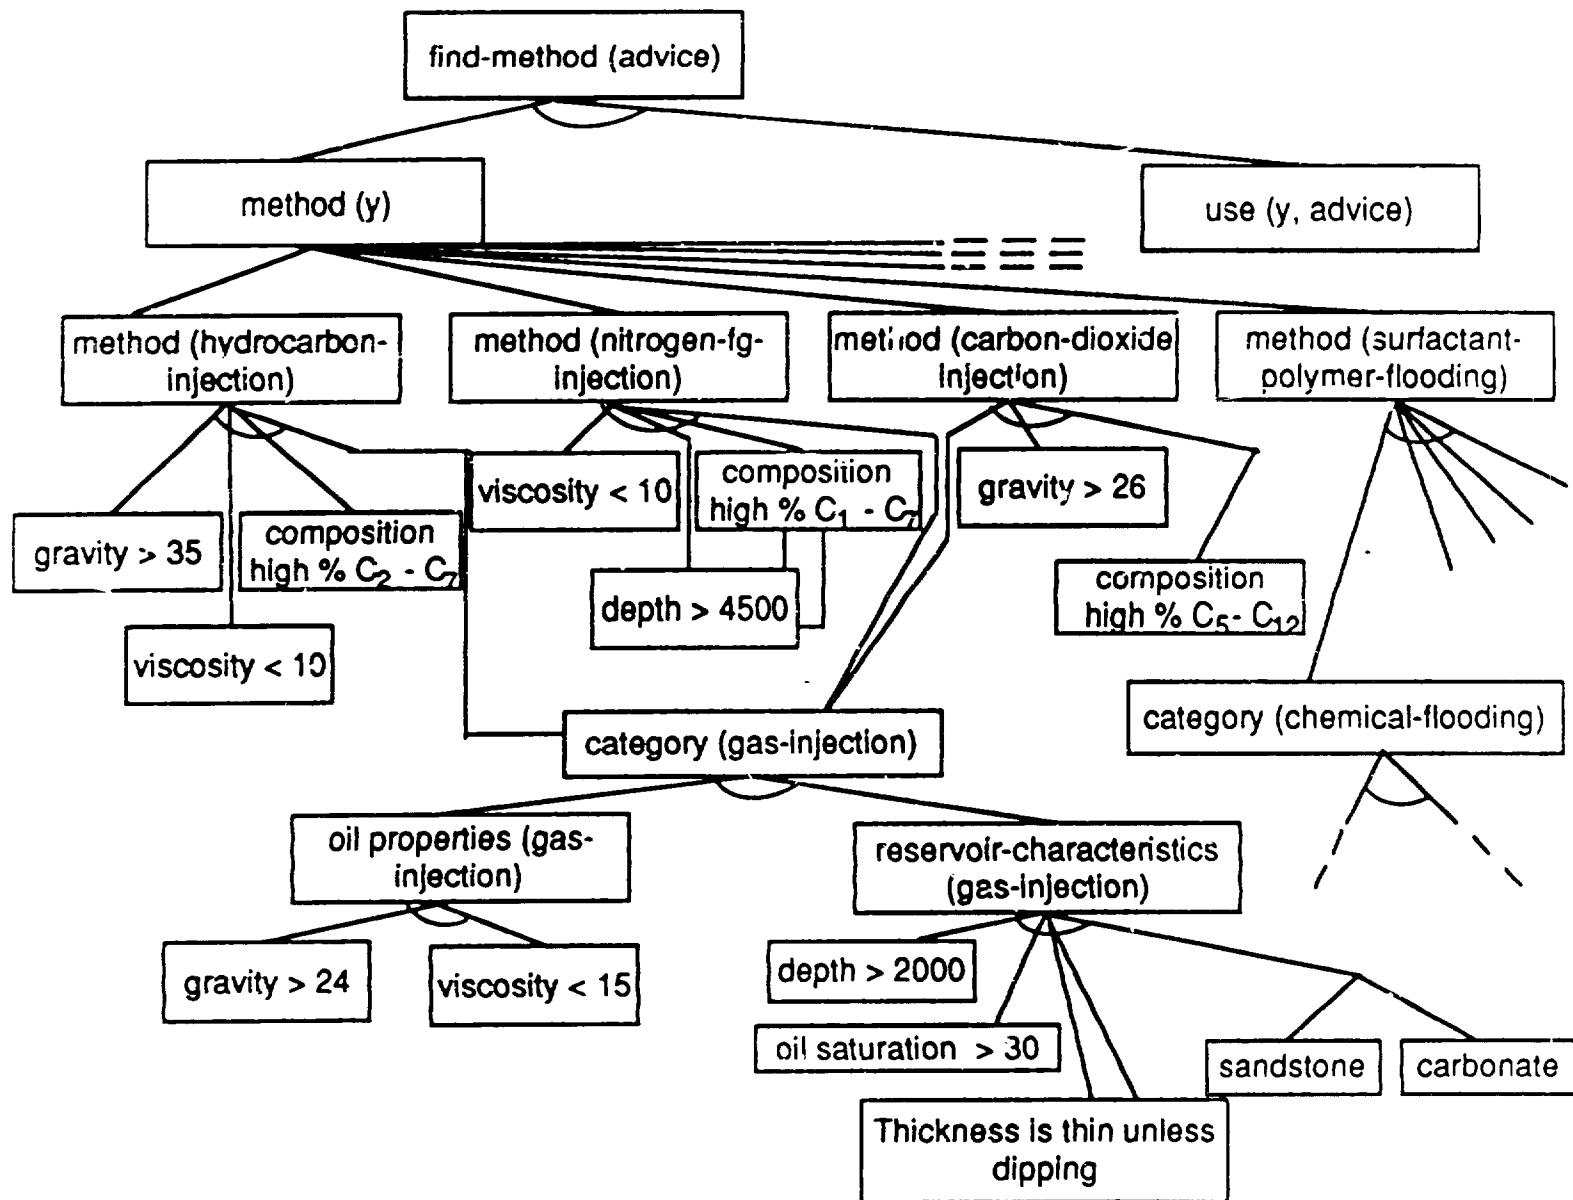 find-method (advice)
method (y)
use (y, advice)
method (hydrocarbon-
injection)
method (nitrogen-fg-
injection)
method (carbon-dioxide
injection)
method (surfactant-
polymer-flooding)
viscosity < 10
composition
high % C1 - C7
gravity > 26
gravity > 35
composition
high % C2 - C7
depth > 4500
composition
high % C5- C12
viscosity < 10
category (gas-injection)
category (chemical-flooding)
oil properties (gas-
injection)
reservoir-characteristics
(gas-injection)
gravity > 24
viscosity < 15
depth > 2000
oil saturation > 30
sandstone
carbonate
Thickness is thin unless
dipping